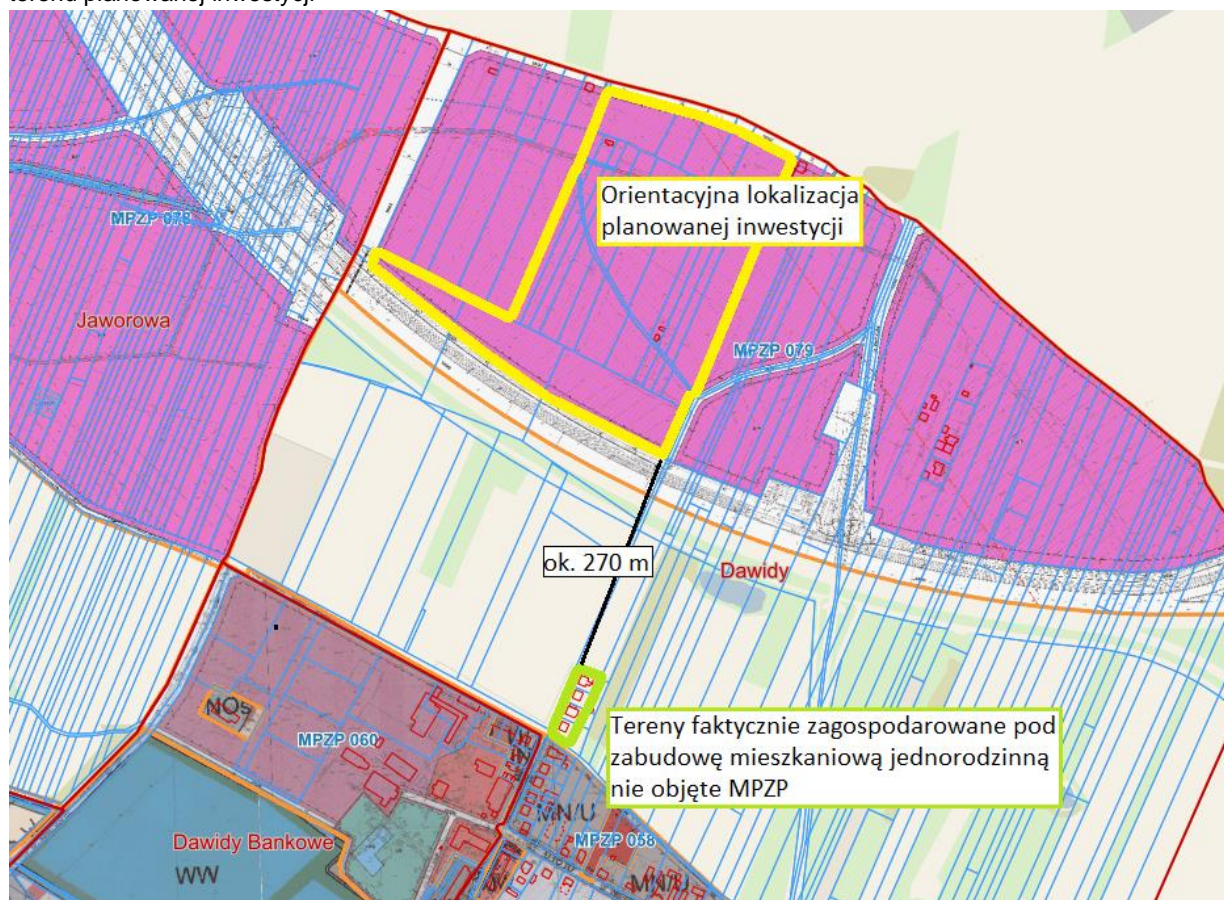 terenu planowanej inwestycji
MPZP 078
Orientacyjna lokalizacja
planowanej inwestycji
Jaworowa
MPZP 079
ok. 270 m
Dawidy
NO5
Tereny faktycznie zagospodarowane pod
zabudowę mieszkaniową jednorodzinną
nie objęte MPZP
MPZP 060
MN/U
Dawidy Bankowe
MPZP 058
WW
MN/U